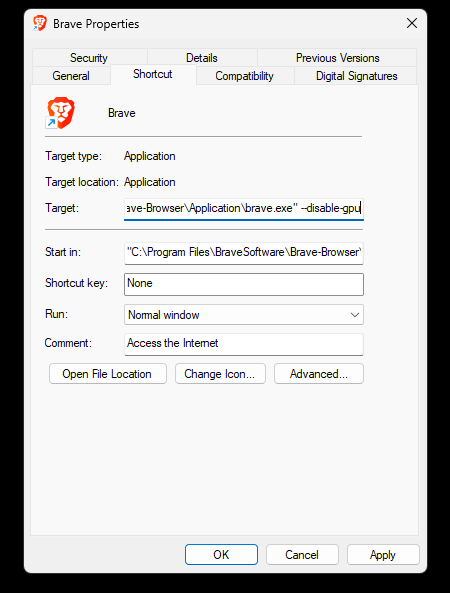 Brave Properties
Security Details Previous Versions
General Shortcut Compatibility Digital Signatures
Brave
Target type: Application
Target location: Application
Target: ave-Browser\Application\brave.exe" --disable-gpu
Start in: "C:\Program Files\BraveSoftware\Brave-Browser\
Shortcut key: None
Run: Normal window
Comment: Access the Internet
Open File Location Change Icon... Advanced...
OK Cancel Apply